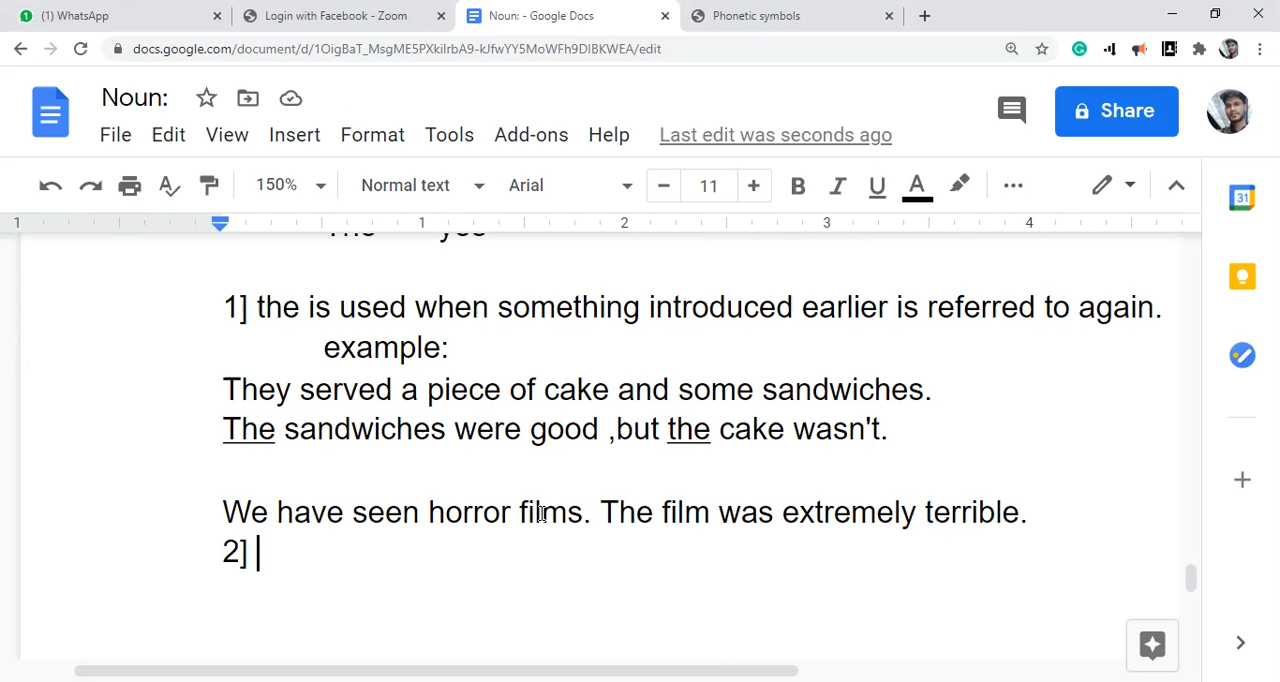 (1) WhatsApp
Login with Facebook - Zoom
Noun: - Google Docs
Phonetic symbols
docs.google.com/document/d/1OigBaT_MsgME5PXkiIrbA9-kJfwYY5MoWFh9DIBKWEA/edit
Noun:
File Edit View Insert Format Tools Add-ons Help Last edit was seconds ago
Share
150% Normal text Arial 11 B I U A
1 1 2 3 4
31
1] the is used when something introduced earlier is referred to again.
example:
They served a piece of cake and some sandwiches.
The sandwiches were good ,but the cake wasn't.
We have seen horror films. The film was extremely terrible.
2]